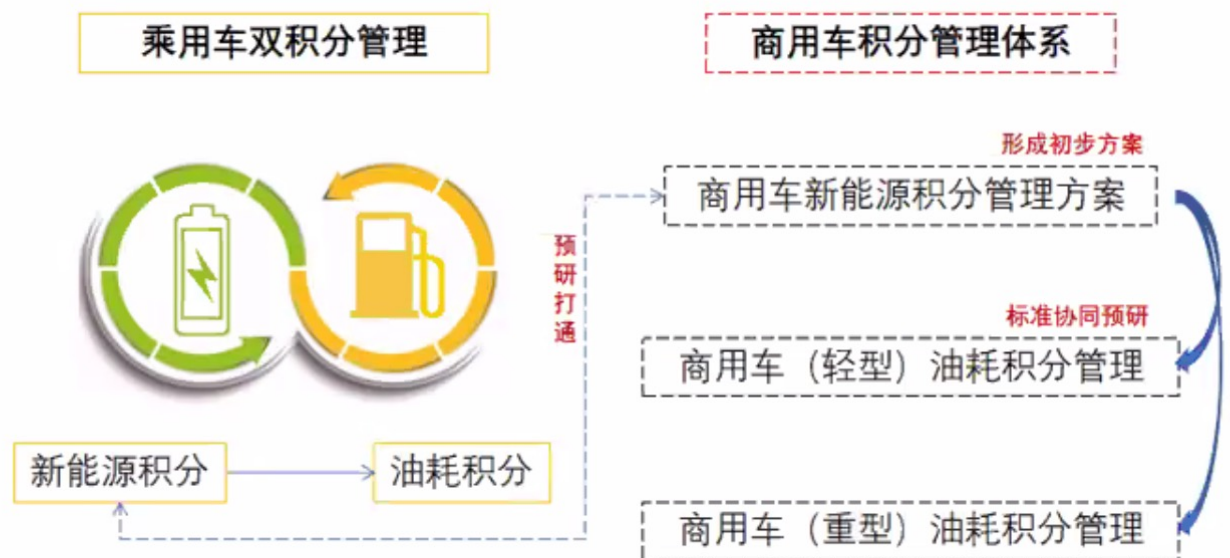 乘用车双积分管理
商用车积分管理体系
形成初步方案
商用车新能源积分管理方案
预研打通
标准协同预研
商用车（轻型）油耗积分管理
新能源积分
油耗积分
商用车（重型）油耗积分管理